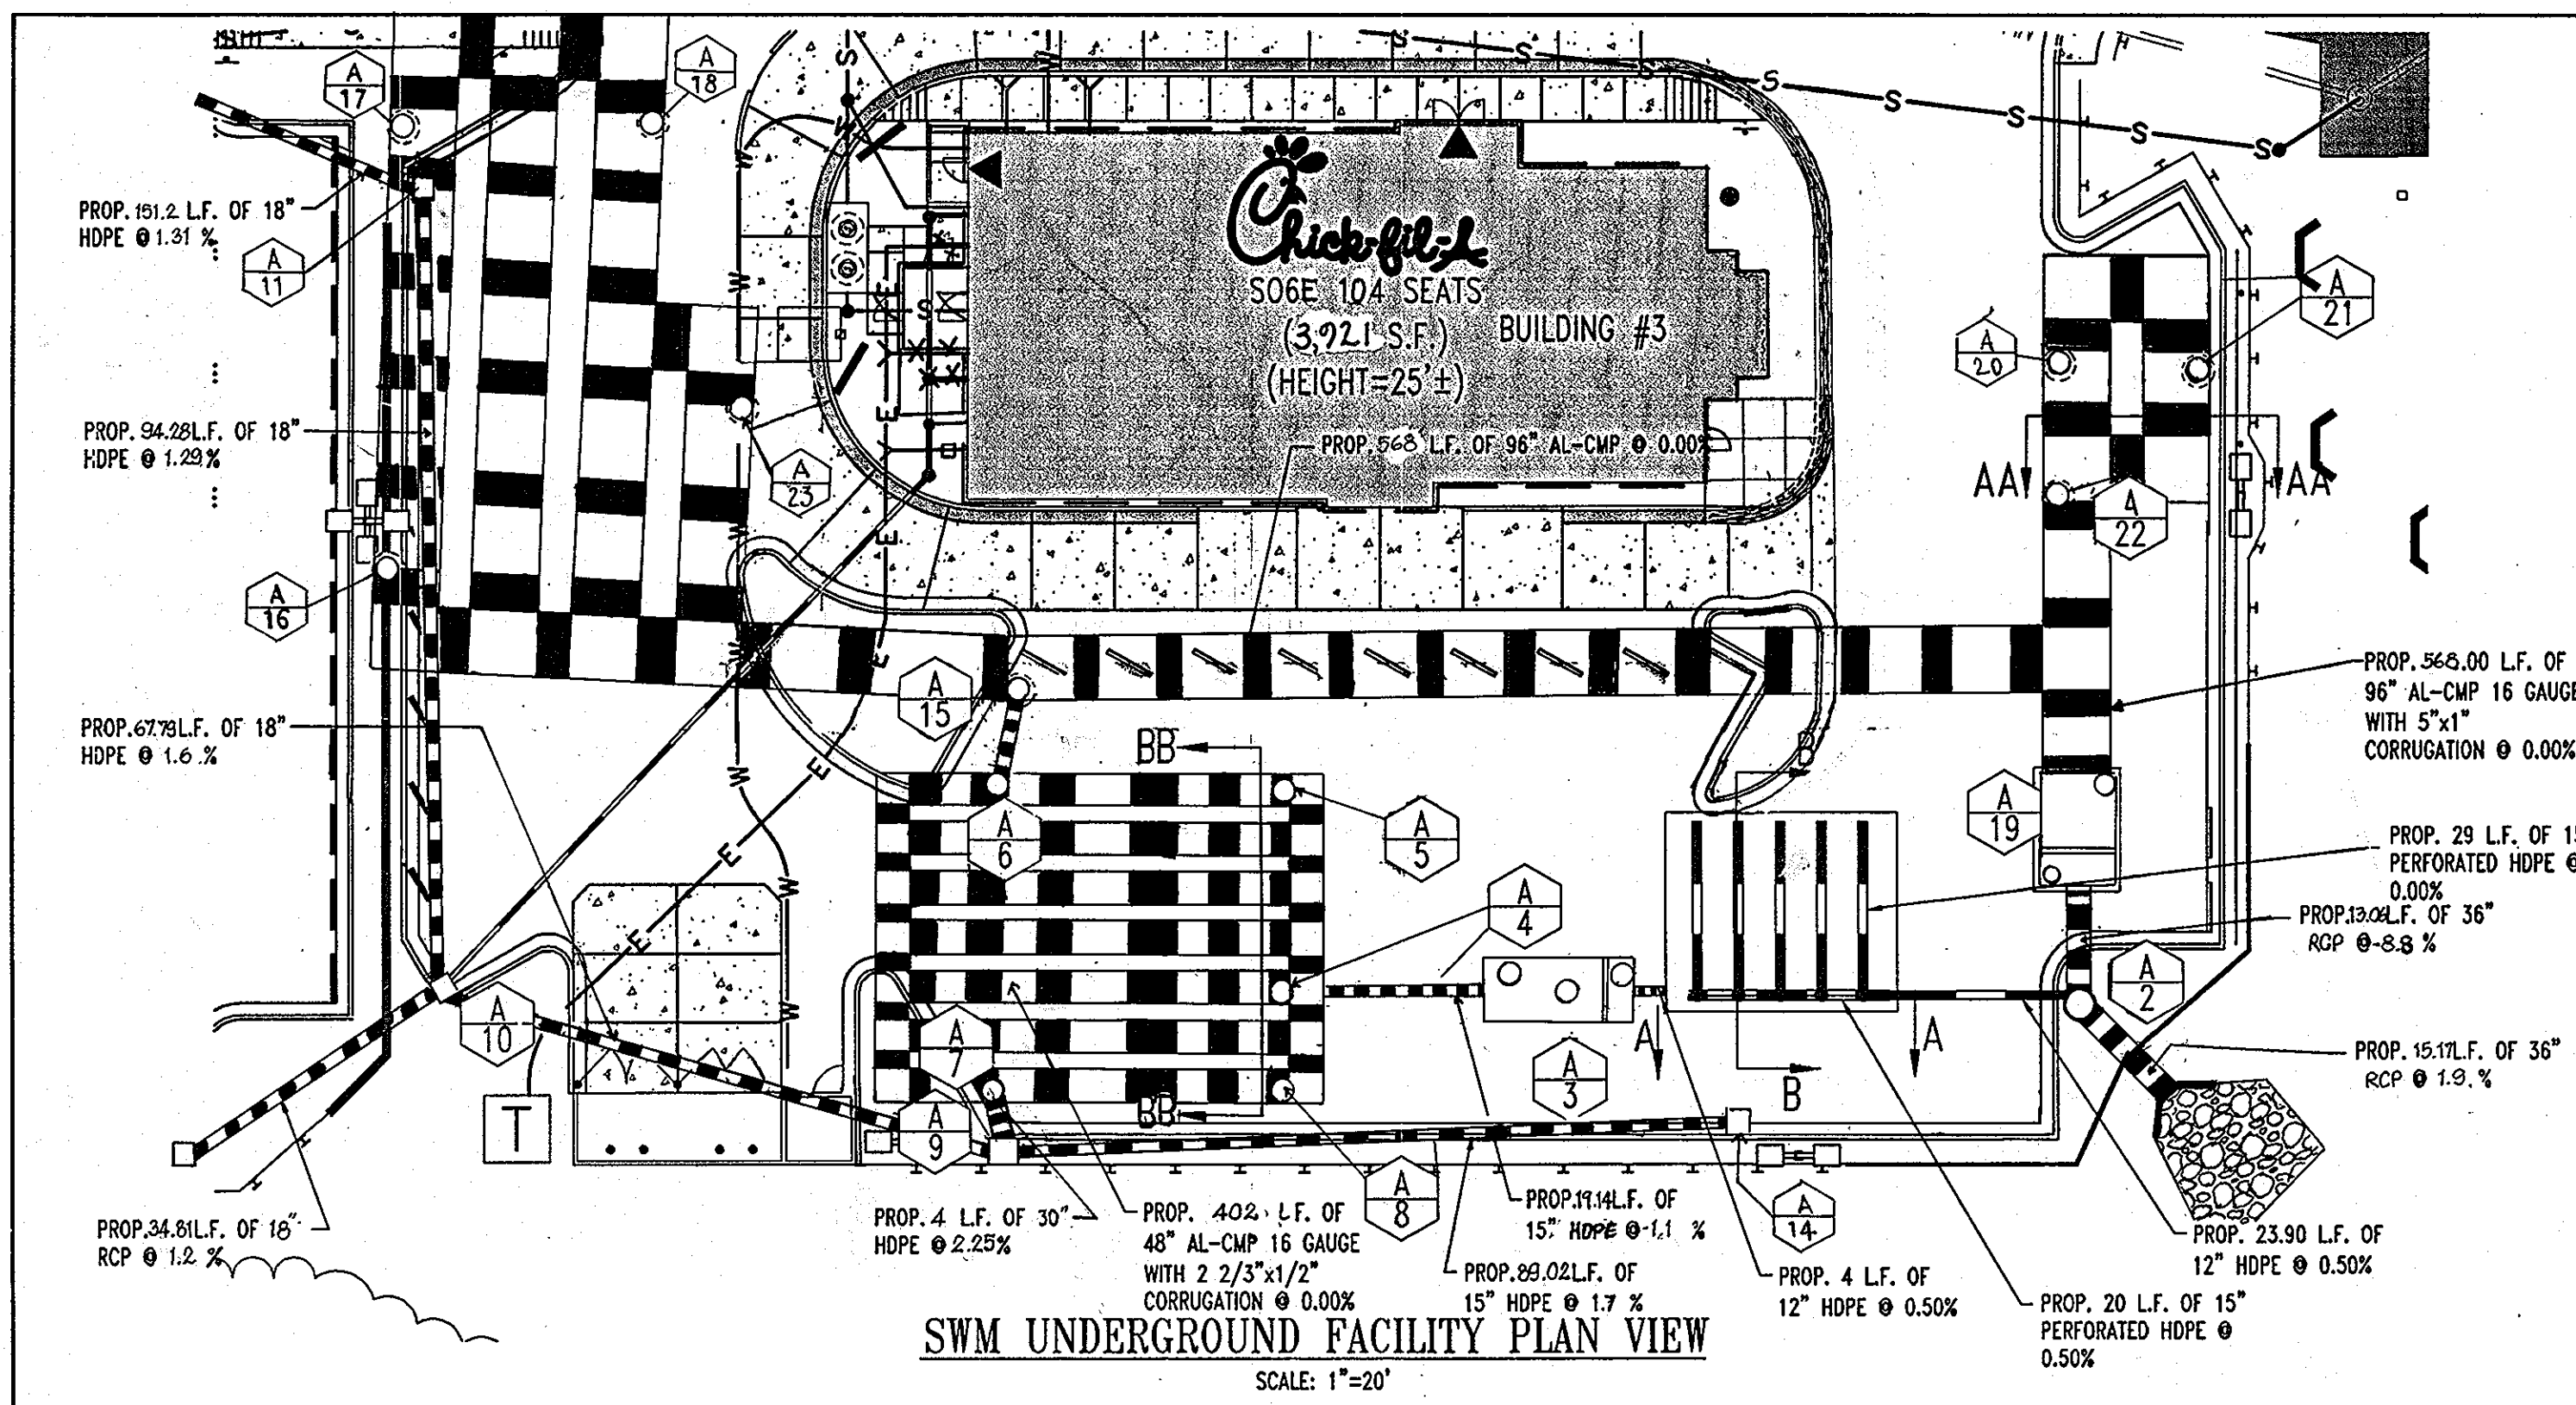 A
17
A
18
PROP. 151.2 L.F. OF 18"
HDPE @ 1.31 %
A
11
Chick-fil-A
S06E 104 SEATS
(3,921 S.F.)
(HEIGHT=25'±)
BUILDING #3
A
21
A
20
PROP. 94.28L.F. OF 18"
HDPE @ 1.29%
A
23
PROP. 568 L.F. OF 96" AL-CMP @ 0.00%
AA
AA
A
22
A
16
A
15
PROP. 568.00 L.F. OF
96" AL-CMP 16 GAUGE
WITH 5"x1"
CORRUGATION @ 0.00%
PROP. 67.79L.F. OF 18"
HDPE @ 1.6 %
BB
B
A
19
A
6
A
5
PROP. 29 L.F. OF 15
PERFORATED HDPE @
0.00%
A
4
PROP. 13.06L.F. OF 36"
RCP @-8.8 %
A
2
A
10
A
7
A
3
A
A
B
PROP. 15.17L.F. OF 36"
RCP @ 1.9. %
T
BB
A
9
A
8
A
14
PROP. 34.81L.F. OF 18"
RCP @ 1.2 %
PROP. 4 L.F. OF 30"
HDPE @ 2.25%
PROP. 402 L.F. OF
48" AL-CMP 16 GAUGE
WITH 2 2/3"x1/2"
CORRUGATION @ 0.00%
PROP. 19.14L.F. OF
15" HDPE @-1.1 %
PROP. 89.02L.F. OF
15" HDPE @ 1.7 %
PROP. 4 L.F. OF
12" HDPE @ 0.50%
PROP. 23.90 L.F. OF
12" HDPE @ 0.50%
PROP. 20 L.F. OF 15"
PERFORATED HDPE @
0.50%
SWM UNDERGROUND FACILITY PLAN VIEW
SCALE: 1"=20'